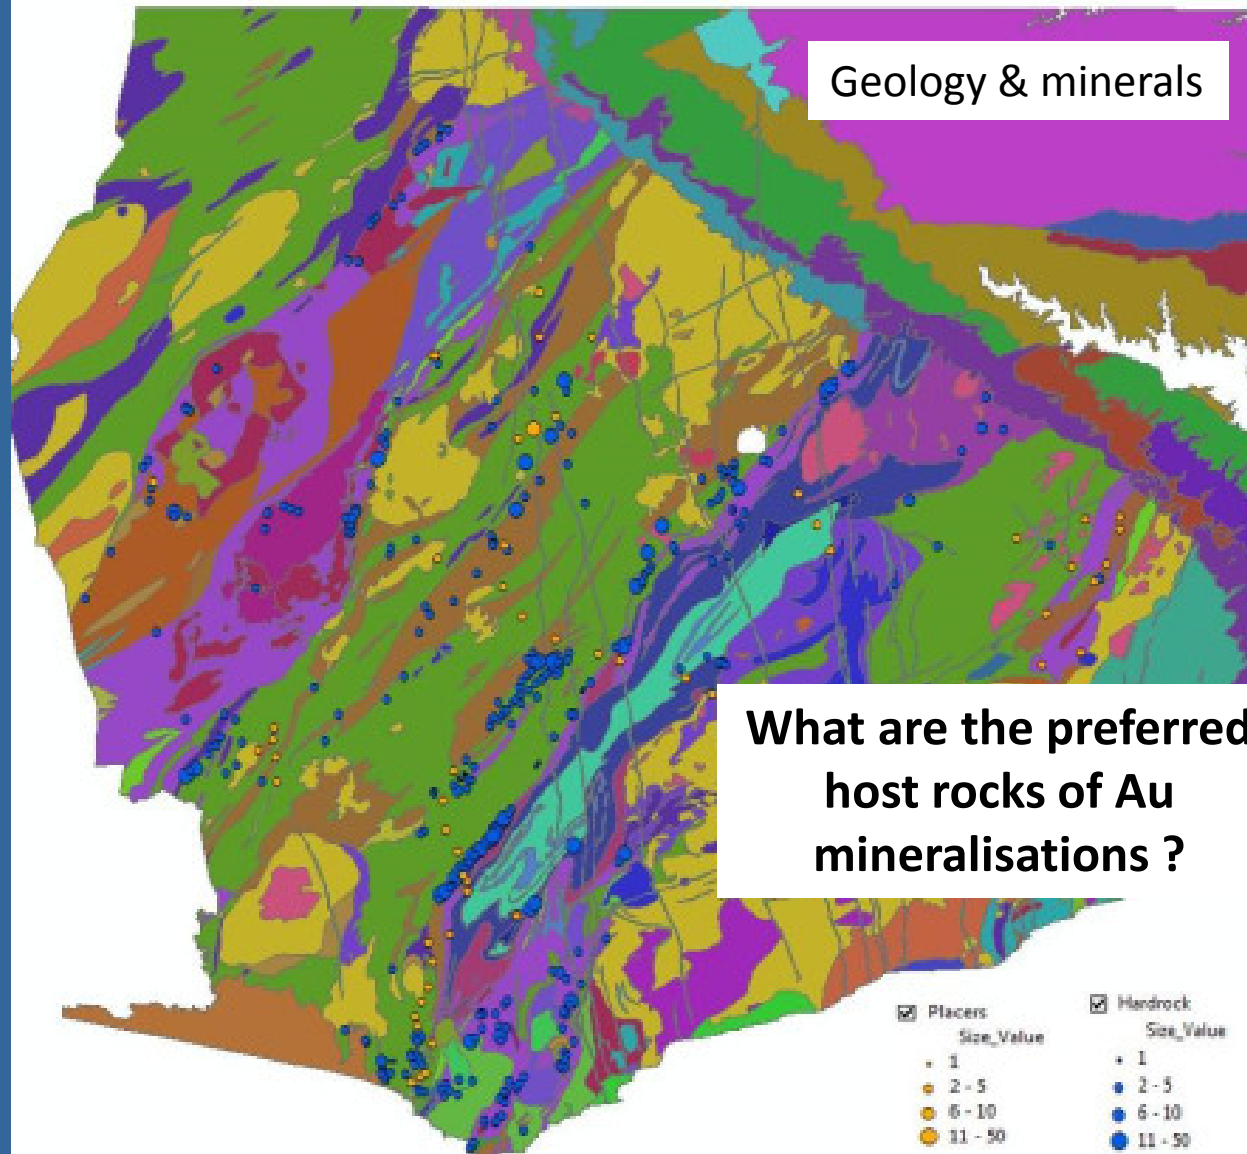 Geology & minerals
What are the preferred
host rocks of Au
mineralisations ?
Placers
Size_Value
1
2 - 5
6 - 10
11 - 50
Hardrock
Size_Value
1
2 - 5
6 - 10
11 - 50